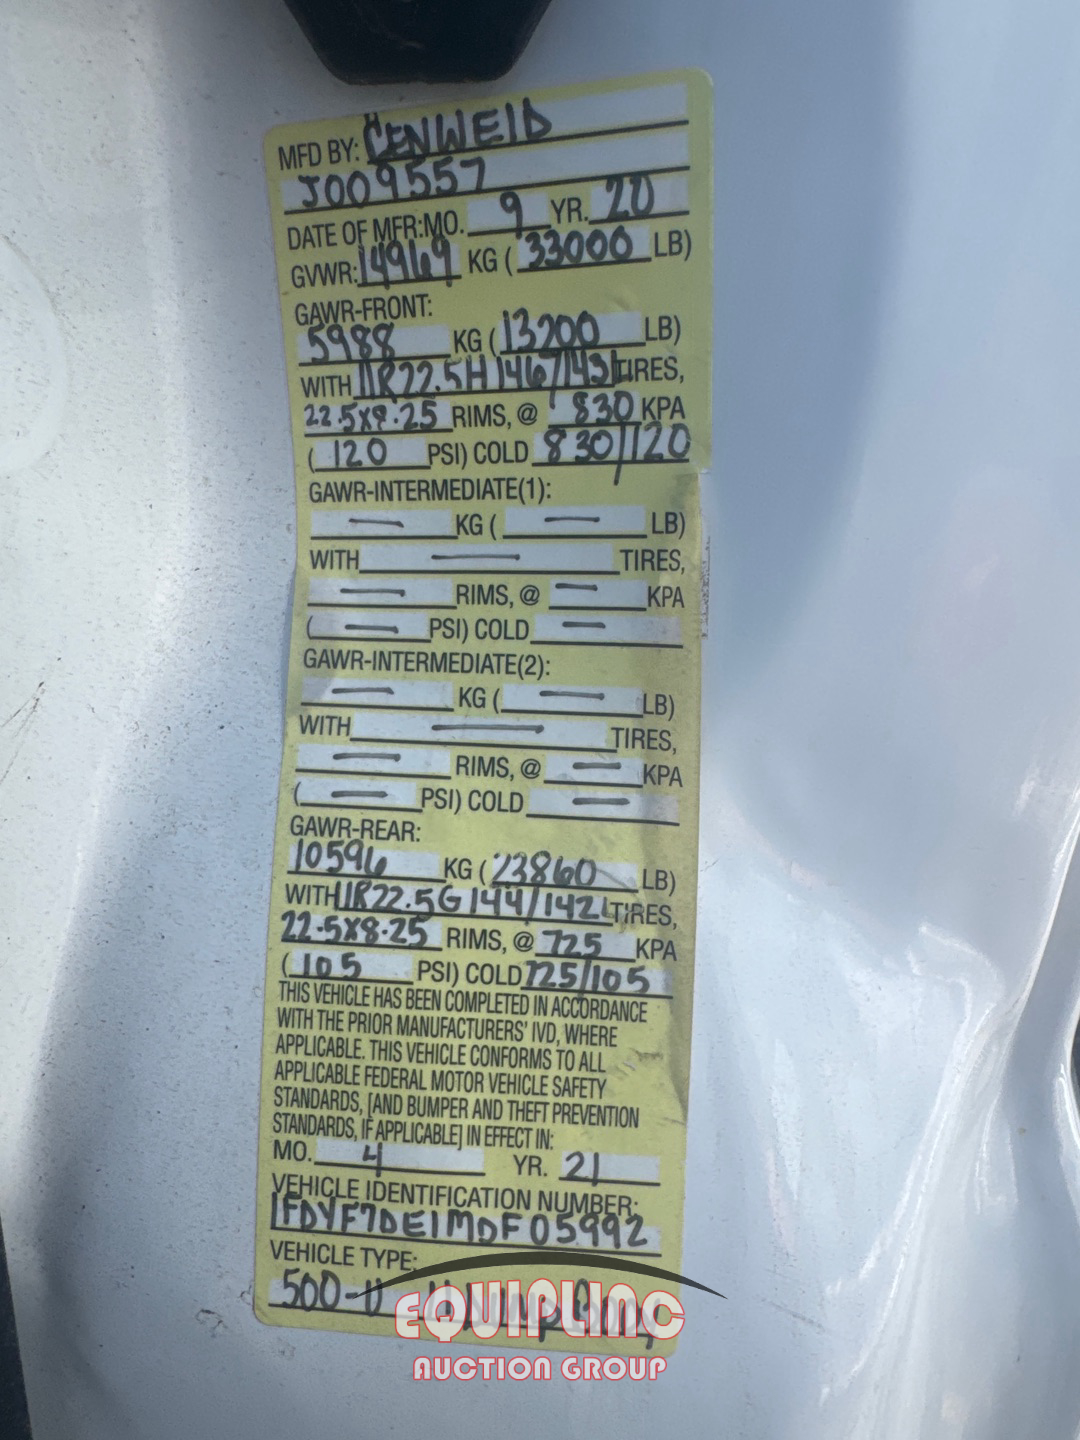 MFD BY: CENWEID
J009557
DATE OF MFR:MO. 9 YR. 20
GVWR: 14969 KG ( 33000 LB)
GAWR-FRONT:
5988 KG ( 13200 LB)
WITH 11R22.5H 146/143L TIRES,
22.5X8.25 RIMS, @ 830 KPA
( 120 PSI) COLD 830/120
GAWR-INTERMEDIATE(1):
— KG ( — LB)
WITH — TIRES,
— RIMS, @ — KPA
( — PSI) COLD —
GAWR-INTERMEDIATE(2):
— KG ( — LB)
WITH — TIRES,
— RIMS, @ — KPA
( — PSI) COLD —
GAWR-REAR:
10596 KG ( 23860 LB)
WITH 11R22.5G 144/142L TIRES,
22.5X8.25 RIMS, @ 725 KPA
( 105 PSI) COLD 725/105
THIS VEHICLE HAS BEEN COMPLETED IN ACCORDANCE
WITH THE PRIOR MANUFACTURERS' IVD, WHERE
APPLICABLE. THIS VEHICLE CONFORMS TO ALL
APPLICABLE FEDERAL MOTOR VEHICLE SAFETY
STANDARDS, [AND BUMPER AND THEFT PREVENTION
STANDARDS, IF APPLICABLE] IN EFFECT IN:
MO. 4 YR. 21
VEHICLE IDENTIFICATION NUMBER:
1FDYF7DE1MDF05992
VEHICLE TYPE:
500-U
EQUIPLINC
AUCTION GROUP